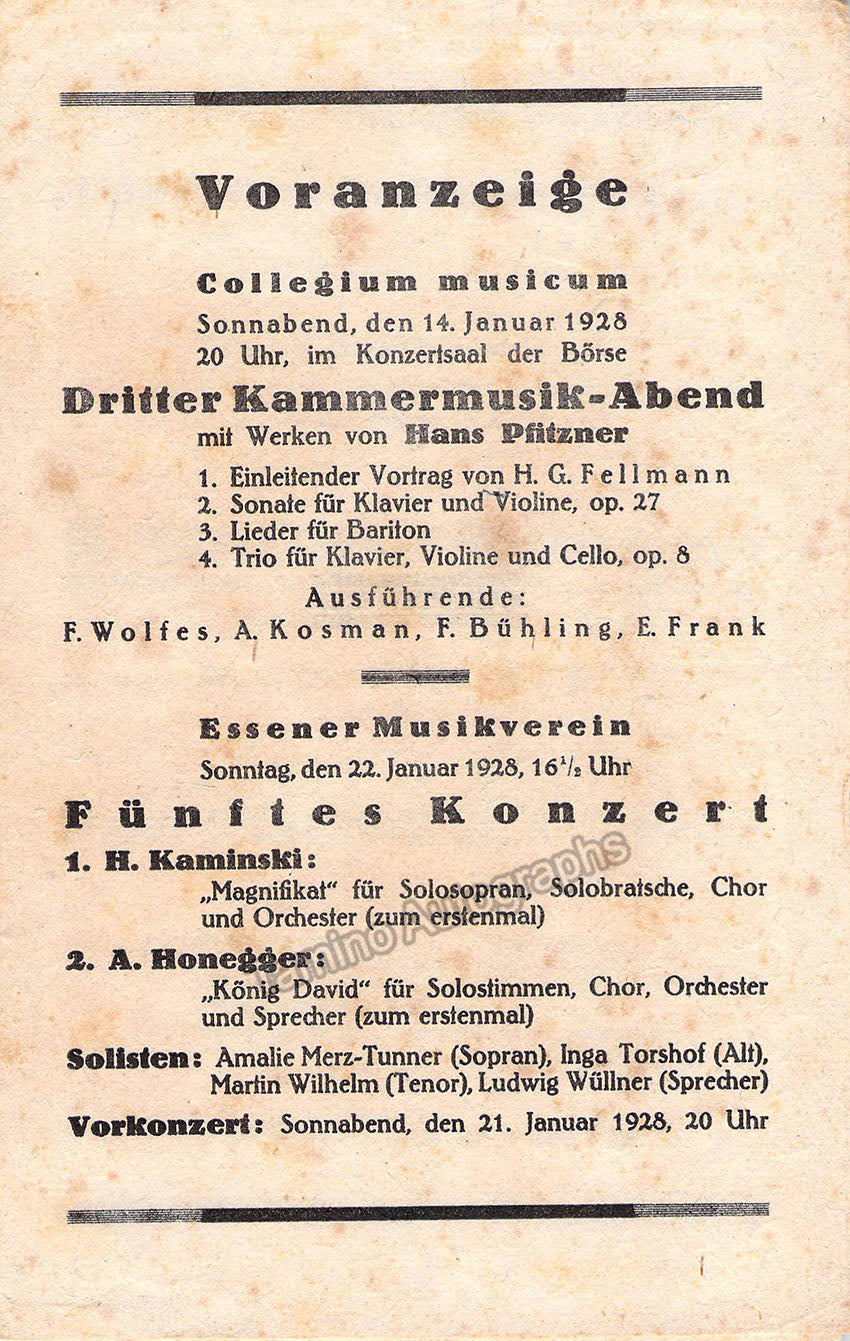 Voranzeige
Collegium musicum
Sonnabend, den 14. Januar 1928
20 Uhr, im Konzertsaal der Börse
Dritter Kammermusik-Abend
mit Werken von Hans Pfitzner
1. Einleitender Vortrag von H. G. Fellmann
2. Sonate für Klavier und Violine, op. 27
3. Lieder für Bariton
4. Trio für Klavier, Violine und Cello, op. 8
Ausführende:
F. Wolfes, A. Kosman, F. Bühling, E. Frank
Essener Musikverein
Sonntag, den 22. Januar 1928, 16½ Uhr
Fünftes Konzert
1. H. Kaminski:
„Magnifikat“ für Solosopran, Solobratsche, Chor
und Orchester (zum erstenmal)
2. A. Honegger:
„König David“ für Solostimmen, Chor, Orchester
und Sprecher (zum erstenmal)
Solisten: Amalie Merz-Tunner (Sopran), Inga Torshof (Alt),
Martin Wilhelm (Tenor), Ludwig Wüllner (Sprecher)
Vorkonzert: Sonnabend, den 21. Januar 1928, 20 Uhr
Tamino Autographs